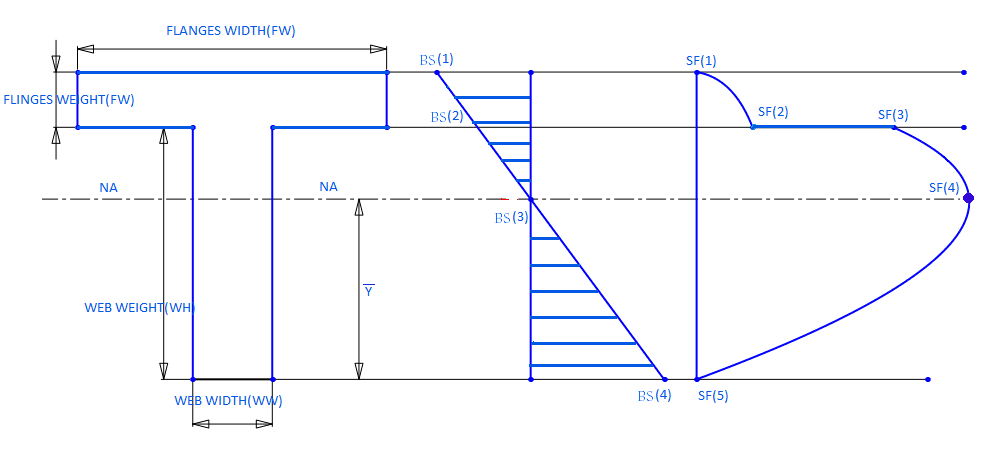 FLANGES WIDTH(FW)
BS(1)
SF(1)
FLINGES WEIGHT(FW)
BS(2)
SF(2)
SF(3)
NA
NA
SF(4)
BS(3)
Y
WEB WEIGHT(WH)
WEB WIDTH(WW)
BS(4)
SF(5)